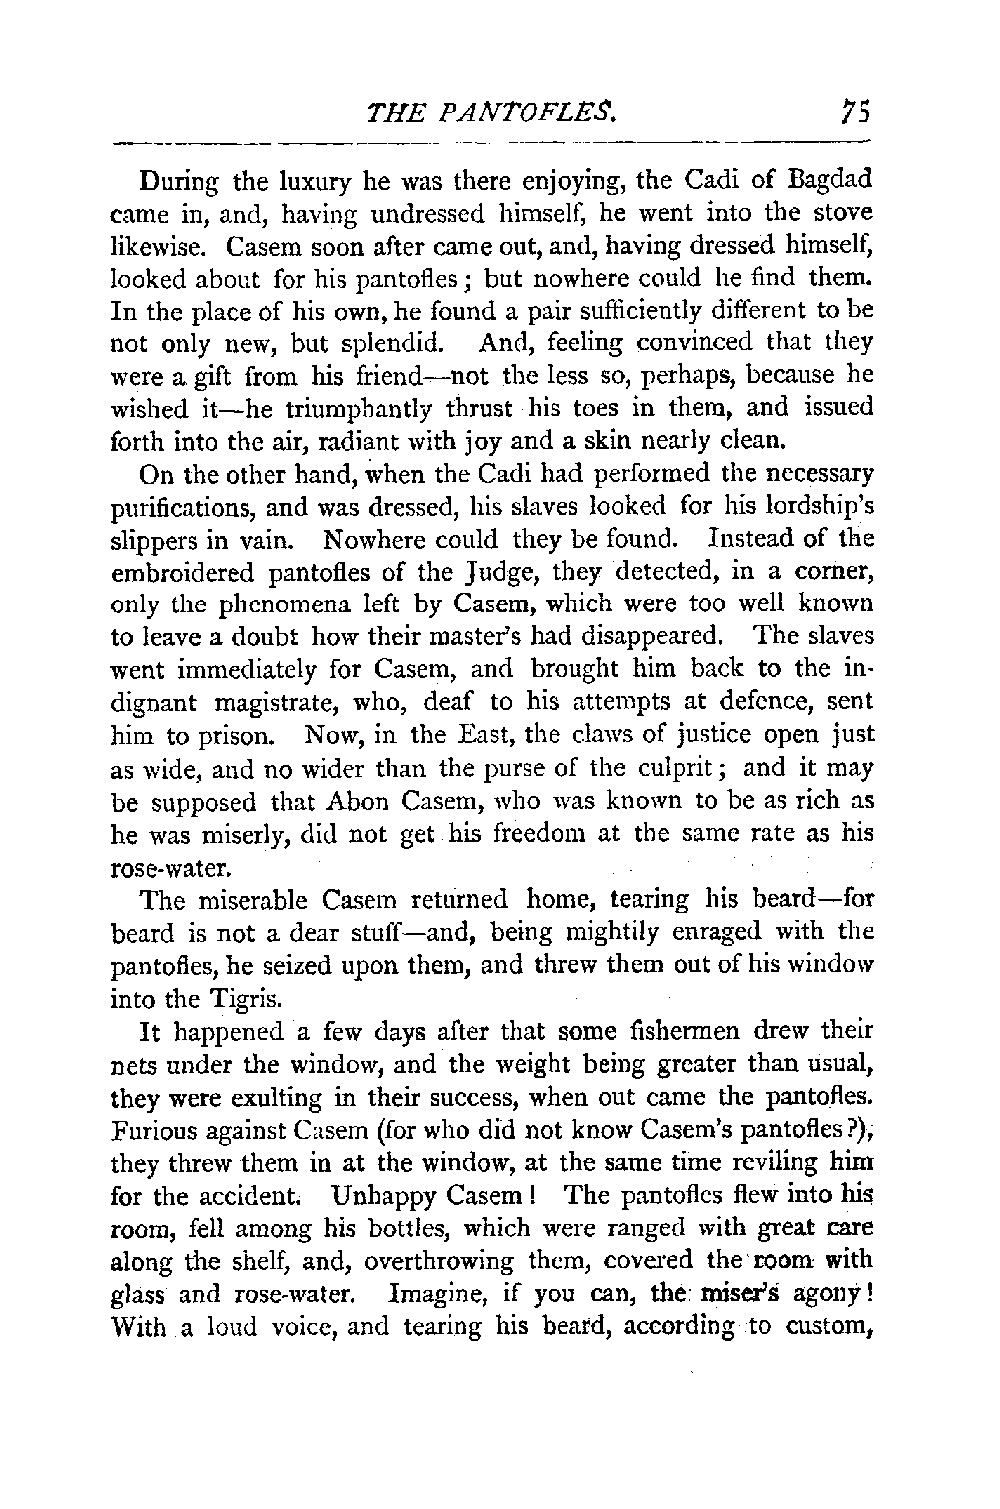 THE PANTOFLES. 75
During the luxury he was there enjoying, the Cadi of Bagdad
came in, and, having undressed himself, he went into the stove
likewise. Casem soon after came out, and, having dressed himself,
looked about for his pantofles; but nowhere could he find them.
In the place of his own, he found a pair sufficiently different to be
not only new, but splendid. And, feeling convinced that they
were a gift from his friend—not the less so, perhaps, because he
wished it—he triumphantly thrust his toes in them, and issued
forth into the air, radiant with joy and a skin nearly clean.
On the other hand, when the Cadi had performed the necessary
purifications, and was dressed, his slaves looked for his lordship's
slippers in vain. Nowhere could they be found. Instead of the
embroidered pantofles of the Judge, they detected, in a corner,
only the phenomena left by Casem, which were too well known
to leave a doubt how their master's had disappeared. The slaves
went immediately for Casem, and brought him back to the in-
dignant magistrate, who, deaf to his attempts at defence, sent
him to prison. Now, in the East, the claws of justice open just
as wide, and no wider than the purse of the culprit; and it may
be supposed that Abon Casem, who was known to be as rich as
he was miserly, did not get his freedom at the same rate as his
rose-water.
The miserable Casem returned home, tearing his beard—for
beard is not a dear stuff—and, being mightily enraged with the
pantofles, he seized upon them, and threw them out of his window
into the Tigris.
It happened a few days after that some fishermen drew their
nets under the window, and the weight being greater than usual,
they were exulting in their success, when out came the pantofles.
Furious against Casem (for who did not know Casem's pantofles?),
they threw them in at the window, at the same time reviling him
for the accident. Unhappy Casem! The pantofles flew into his
room, fell among his bottles, which were ranged with great care
along the shelf, and, overthrowing them, covered the room with
glass and rose-water. Imagine, if you can, the miser's agony!
With a loud voice, and tearing his beard, according to custom,